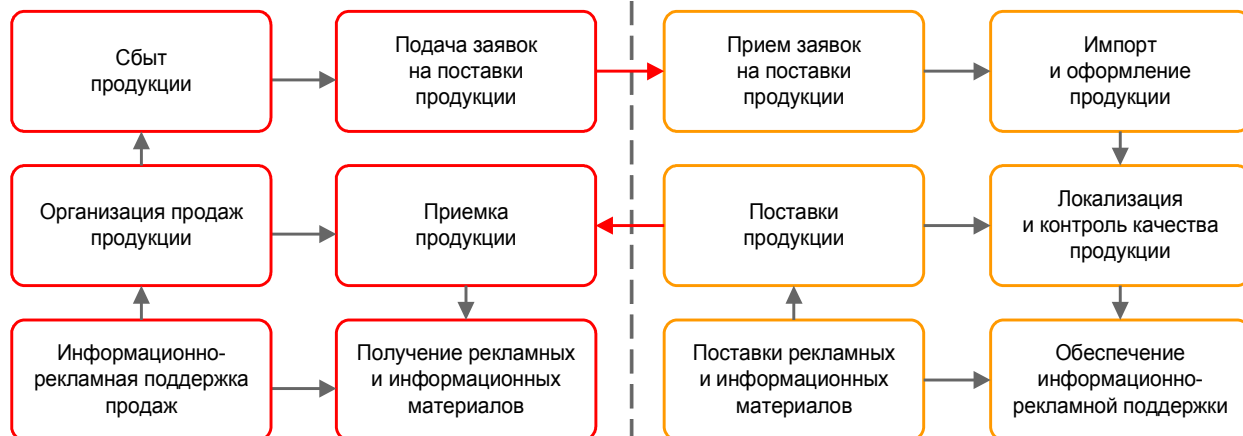 Сбыт
продукции
Подача заявок
на поставки
продукции
Прием заявок
на поставки
продукции
Импорт
и оформление
продукции
Организация продаж
продукции
Приемка
продукции
Поставки
продукции
Локализация
и контроль качества
продукции
Информационно-
рекламная поддержка
продаж
Получение рекламных
и информационных
материалов
Поставки рекламных
и информационных
материалов
Обеспечение
информационно-
рекламной поддержки